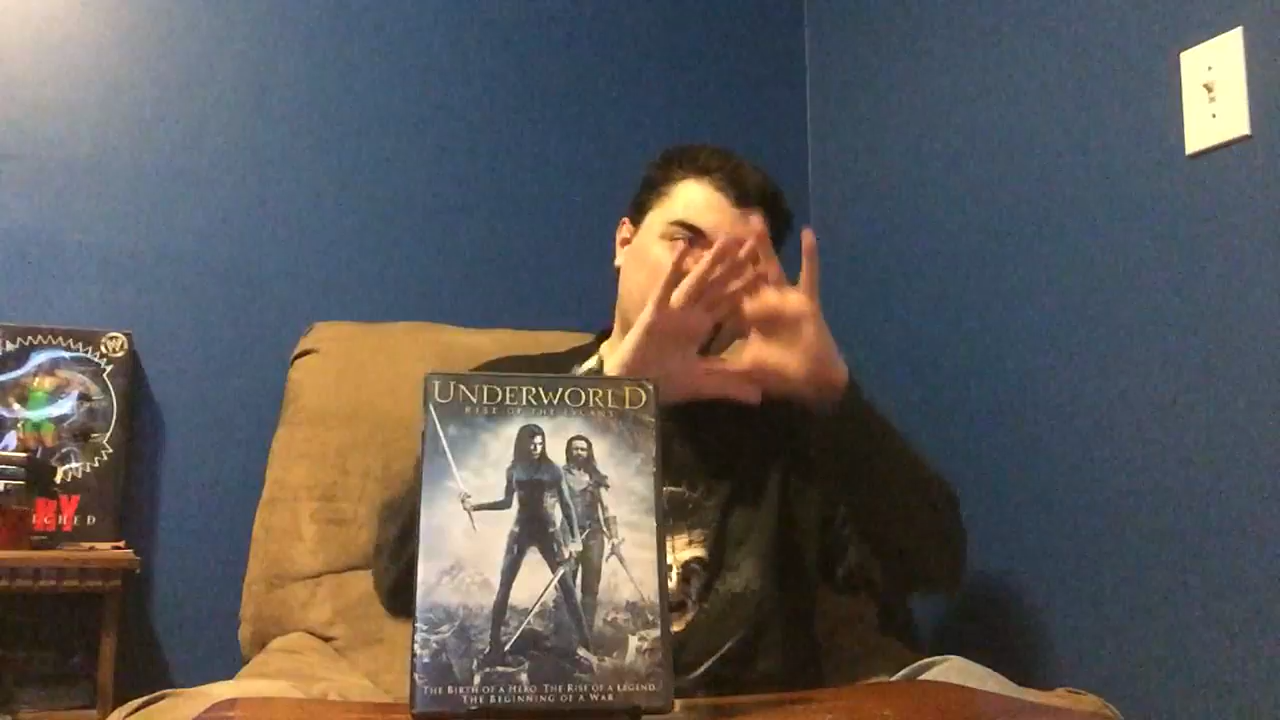 UNDERWORLD
RISE OF THE LYCANS
THE BIRTH OF A HERO. THE RISE OF A LEGEND.
THE BEGINNING OF A WAR.
W